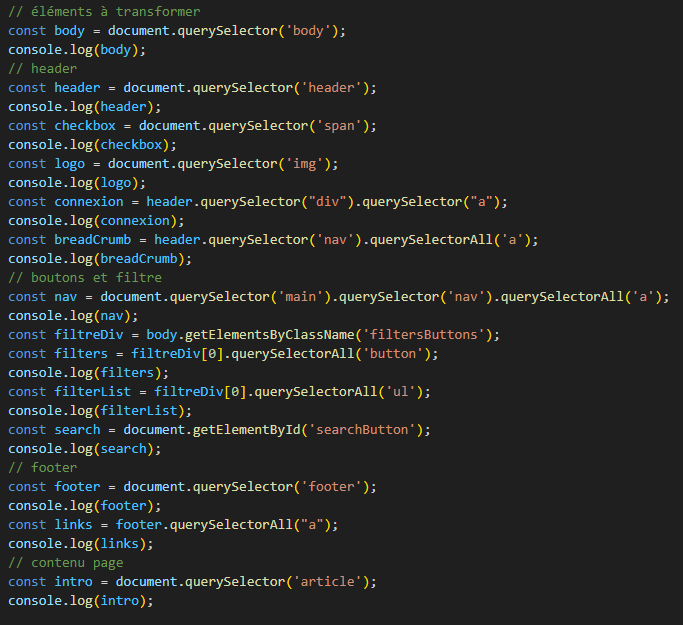 // éléments à transformer
const body = document.querySelector('body');
console.log(body);
// header
const header = document.querySelector('header');
console.log(header);
const checkbox = document.querySelector('span');
console.log(checkbox);
const logo = document.querySelector('img');
console.log(logo);
const connexion = header.querySelector("div").querySelector("a");
console.log(connexion);
const breadCrumb = header.querySelector('nav').querySelectorAll('a');
console.log(breadCrumb);
// boutons et filtre
const nav = document.querySelector('main').querySelector('nav').querySelectorAll('a');
console.log(nav);
const filtreDiv = body.getElementsByClassName('filtersButtons');
const filters = filtreDiv[0].querySelectorAll('button');
console.log(filters);
const filterList = filtreDiv[0].querySelectorAll('ul');
console.log(filterList);
const search = document.getElementById('searchButton');
console.log(search);
// footer
const footer = document.querySelector('footer');
console.log(footer);
const links = footer.querySelectorAll("a");
console.log(links);
// contenu page
const intro = document.querySelector('article');
console.log(intro);